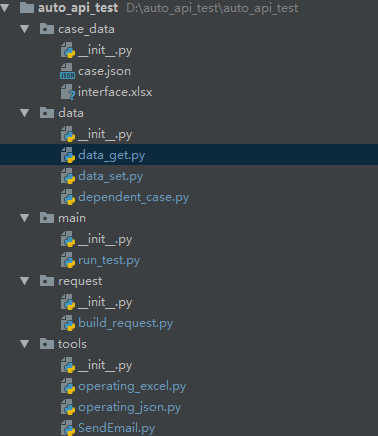 auto_api_test D:\auto_api_test\auto_api_test
case_data
__init__.py
case.json
interface.xlsx
data
__init__.py
data_get.py
data_set.py
dependent_case.py
main
__init__.py
run_test.py
request
__init__.py
build_request.py
tools
__init__.py
operating_excel.py
operating_json.py
SendEmail.py